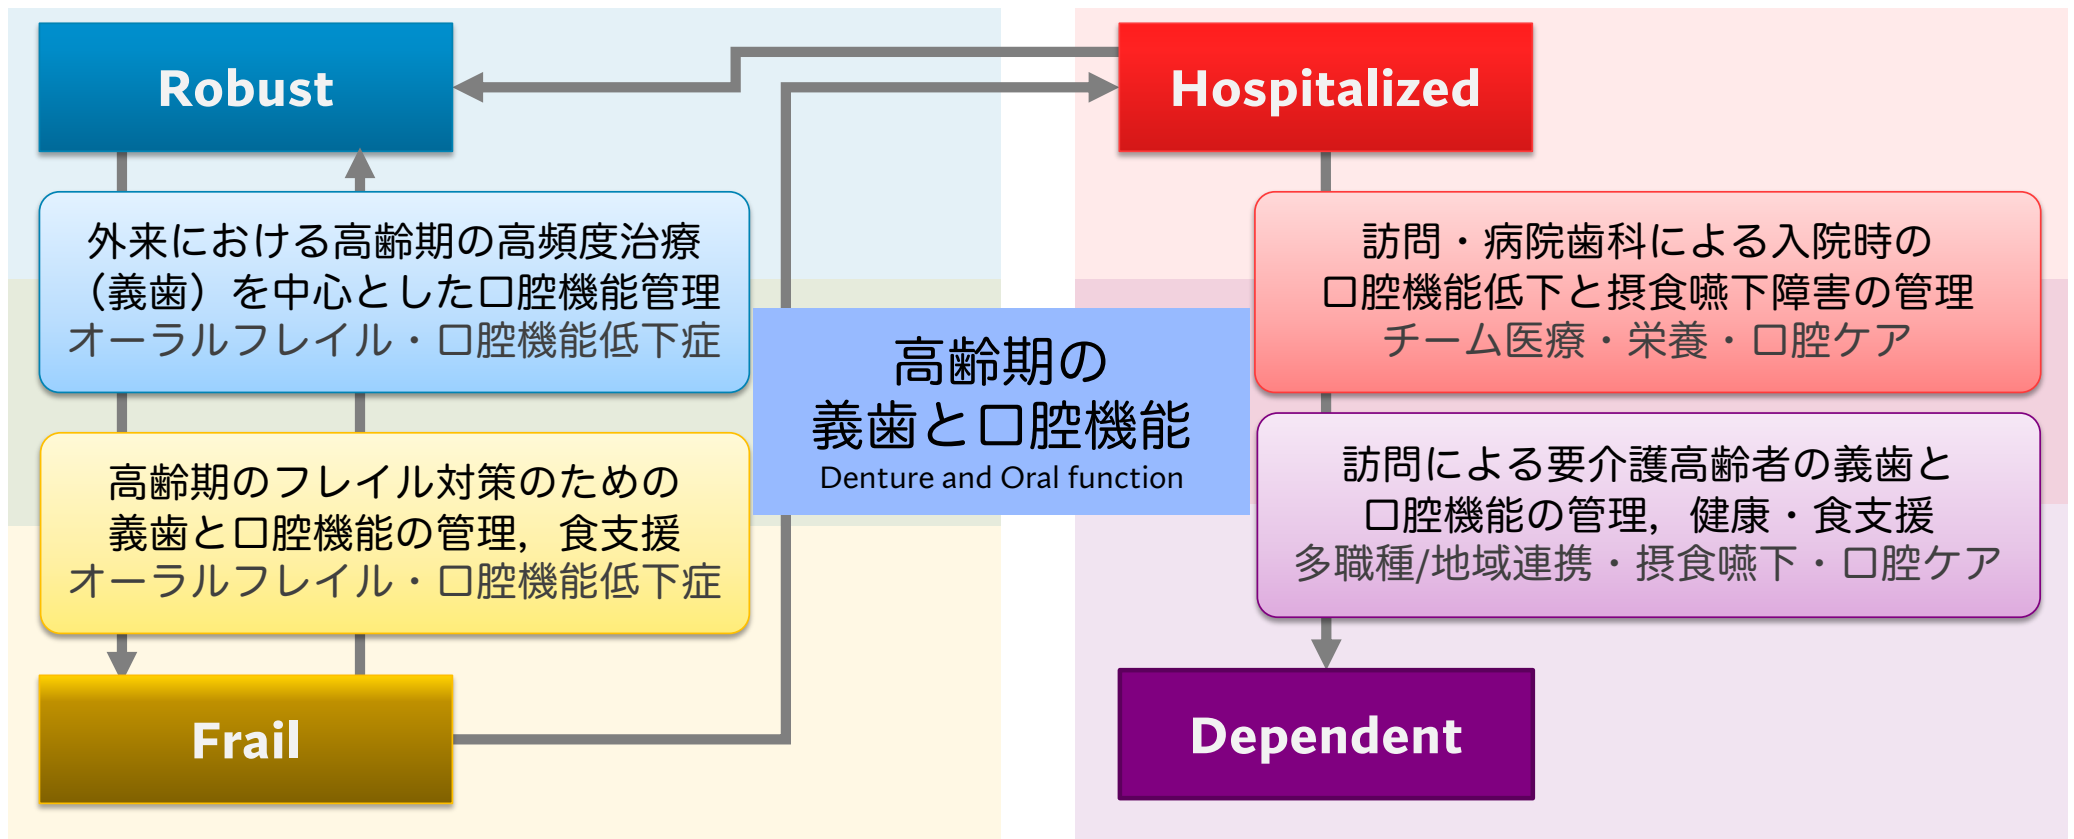 Robust
外来における高齢期の高頻度治療
（義歯）を中心とした口腔機能管理
オーラルフレイル・口腔機能低下症
高齢期のフレイル対策のための
義歯と口腔機能の管理，食支援
オーラルフレイル・口腔機能低下症
Frail
高齢期の
義歯と口腔機能
Denture and Oral function
Hospitalized
訪問・病院歯科による入院時の
口腔機能低下と摂食嚥下障害の管理
チーム医療・栄養・口腔ケア
訪問による要介護高齢者の義歯と
口腔機能の管理，健康・食支援
多職種/地域連携・摂食嚥下・口腔ケア
Dependent